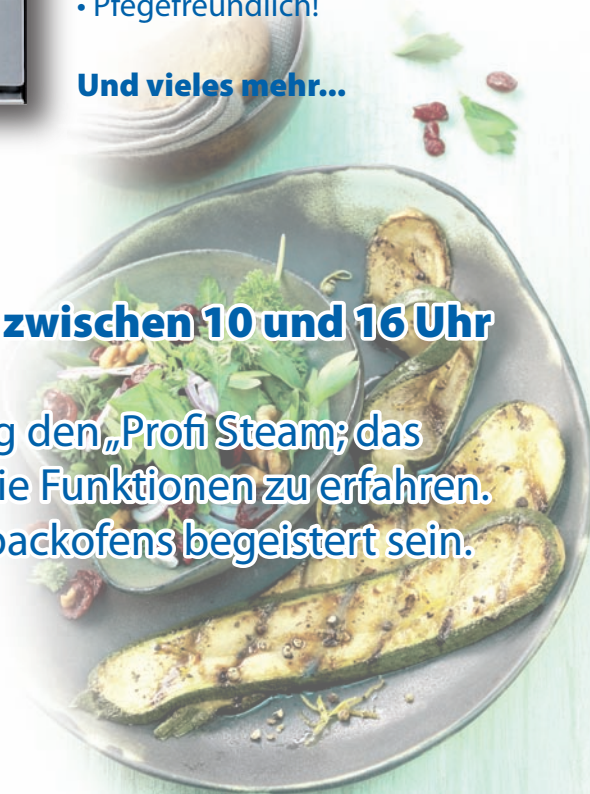 • Pfegefreundlich!
Und vieles mehr...
zwischen 10 und 16 Uhr
g den „Profi Steam; das
ie Funktionen zu erfahren.
backofens begeistert sein.